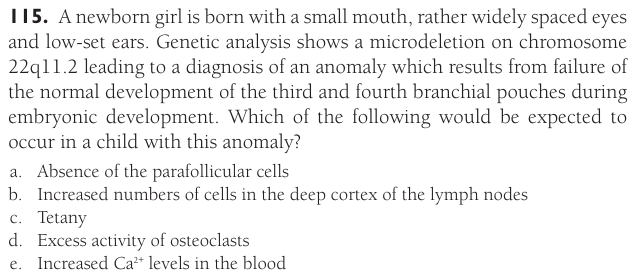 115. A newborn girl is born with a small mouth, rather widely spaced eyes
and low-set ears. Genetic analysis shows a microdeletion on chromosome
22q11.2 leading to a diagnosis of an anomaly which results from failure of
the normal development of the third and fourth branchial pouches during
embryonic development. Which of the following would be expected to
occur in a child with this anomaly?
a. Absence of the parafollicular cells
b. Increased numbers of cells in the deep cortex of the lymph nodes
c. Tetany
d. Excess activity of osteoclasts
e. Increased Ca²⁺ levels in the blood